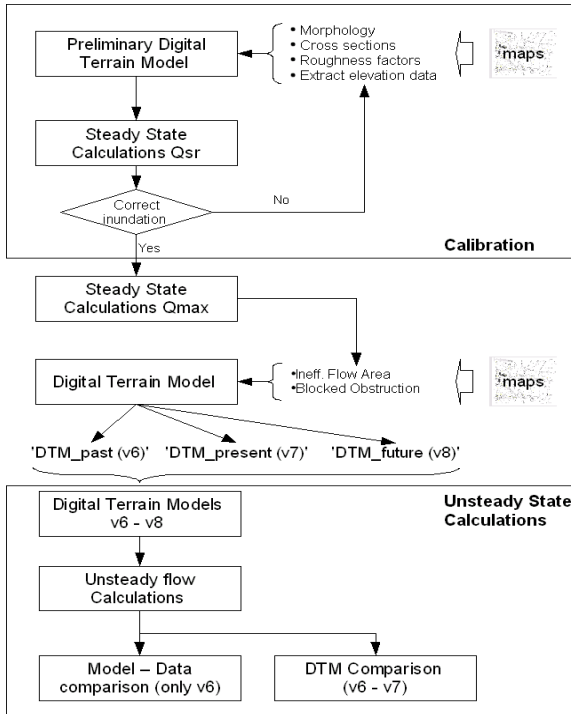 Preliminary Digital
Terrain Model
•Morphology
•Cross sections
•Roughness factors
•Extract elevation data
maps
Steady State
Calculations Qsr
Correct
inundation
No
Yes
Calibration
Steady State
Calculations Qmax
Digital Terrain Model
•Ineff. Flow Area
•Blocked Obstruction
maps
'DTM_past (v6)'
'DTM_present (v7)'
'DTM_future (v8)'
Unsteady State
Calculations
Digital Terrain Models
v6 - v8
Unsteady flow
Calculations
Model – Data
comparison (only v6)
DTM Comparison
(v6 - v7)